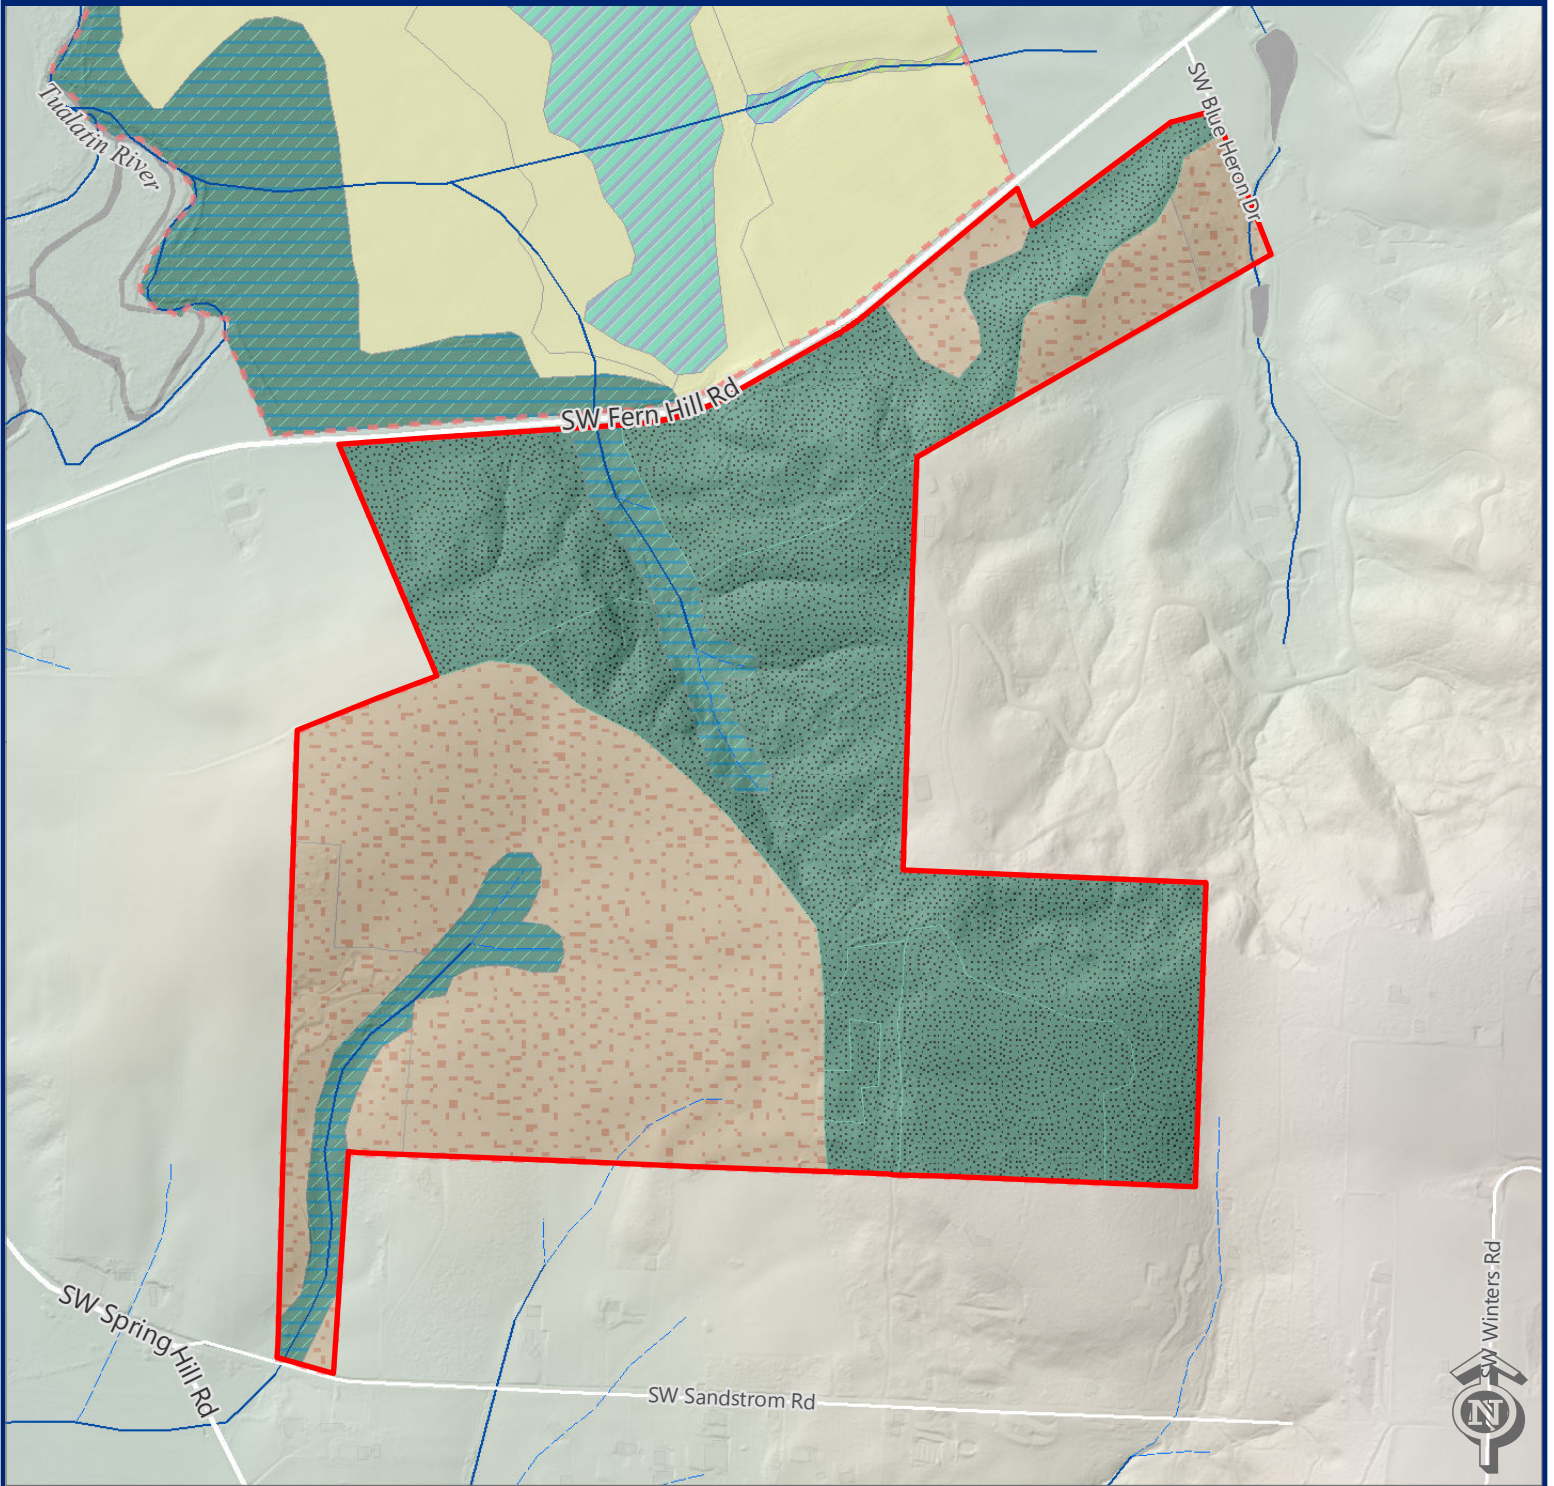 SW Blue Heron Dr
Tualatin River
SW Fern Hill Rd
SW Winters Rd
SW Spring Hill Rd
SW Sandstrom Rd
N